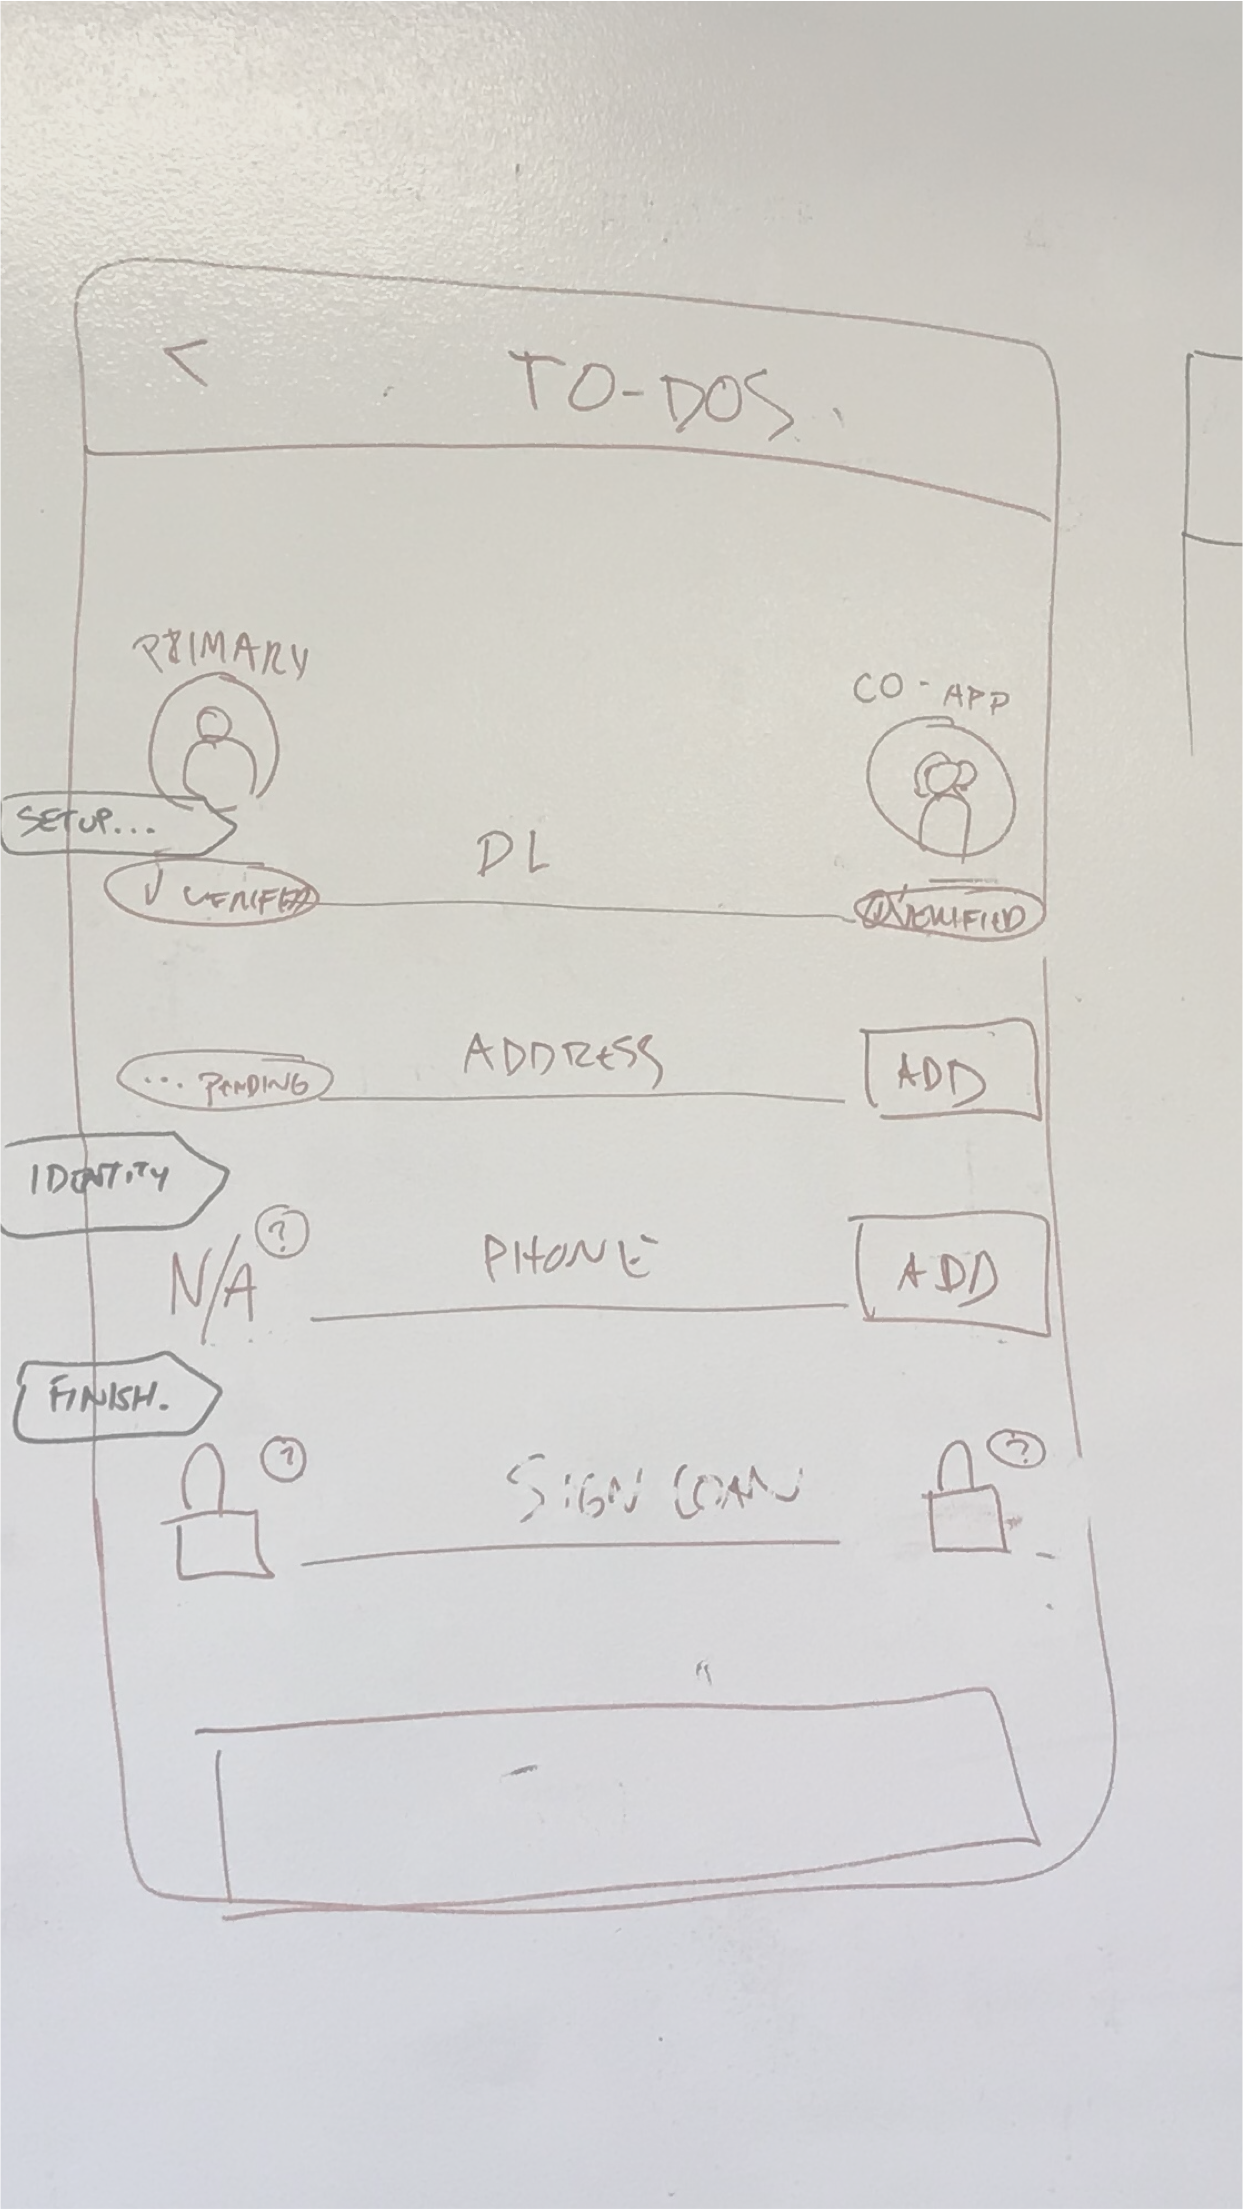 < TO-DOS
PRIMARY
CO-APP
SETUP...
DL
✓ VERIFIED
VERIFIED
ADDRESS
... PENDING
ADD
IDENTITY
N/A ?
PHONE
ADD
FINISH.
? SIGN LOAN ?